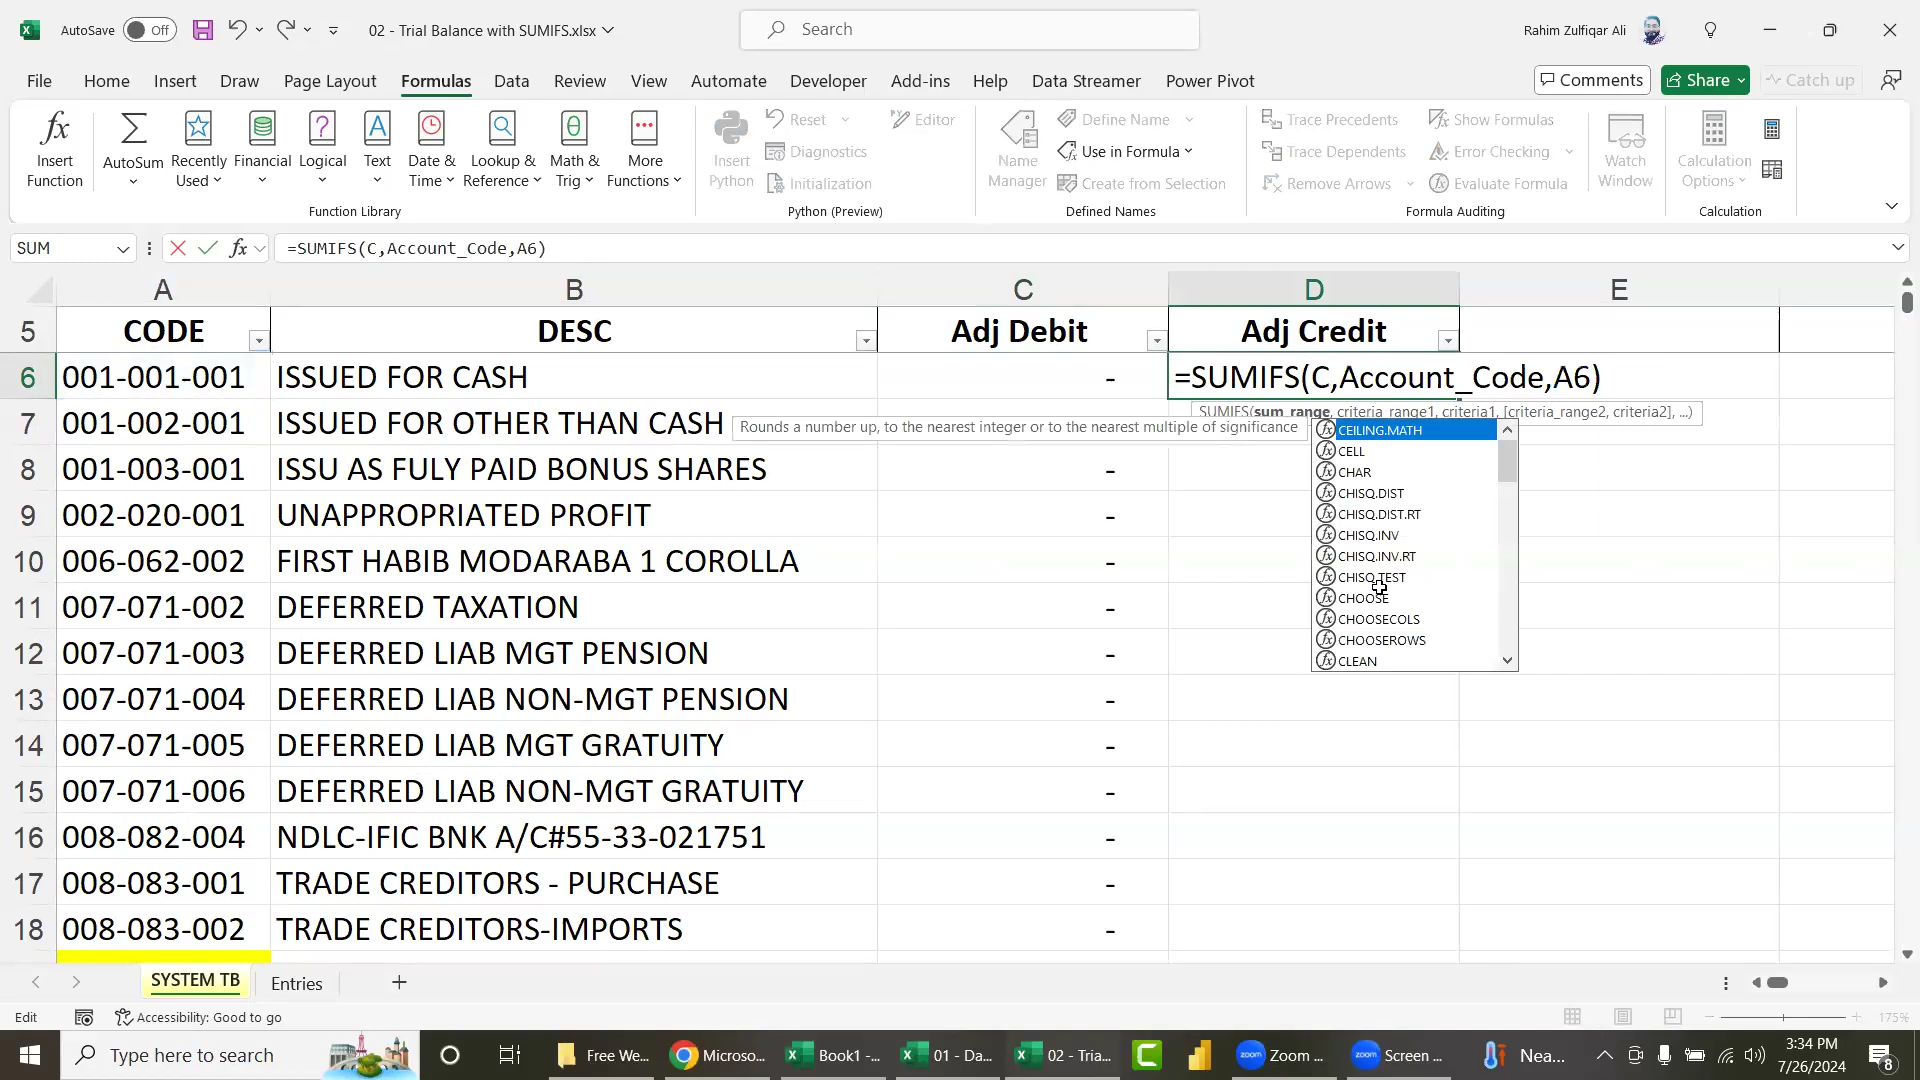 AutoSave Off 02 - Trial Balance with SUMIFS.xlsx Search Rahim Zulfiqar Ali
File Home Insert Draw Page Layout Formulas Data Review View Automate Developer Add-ins Help Data Streamer Power Pivot Comments Share Catch up
Insert Function
AutoSum
Recently Used
Financial
Logical
Text
Date & Time
Lookup & Reference
Math & Trig
More Functions
Function Library
Insert Python
Reset
Diagnostics
Initialization
Editor
Python (Preview)
Name Manager
Define Name
Use in Formula
Create from Selection
Defined Names
Trace Precedents
Trace Dependents
Remove Arrows
Show Formulas
Error Checking
Evaluate Formula
Formula Auditing
Watch Window
Calculation Options
Calculation
SUM fx =SUMIFS(C,Account_Code,A6)
A B C D E
5 CODE DESC Adj Debit Adj Credit
6 001-001-001 ISSUED FOR CASH - =SUMIFS(C,Account_Code,A6)
SUMIFS(sum_range, criteria_range1, criteria1, [criteria_range2, criteria2], ...)
7 001-002-001 ISSUED FOR OTHER THAN CASH
Rounds a number up, to the nearest integer or to the nearest multiple of significance
CEILING.MATH
CELL
CHAR
CHISQ.DIST
CHISQ.DIST.RT
CHISQ.INV
CHISQ.INV.RT
CHISQ.TEST
CHOOSE
CHOOSECOLS
CHOOSEROWS
CLEAN
8 001-003-001 ISSU AS FULY PAID BONUS SHARES -
9 002-020-001 UNAPPROPRIATED PROFIT -
10 006-062-002 FIRST HABIB MODARABA 1 COROLLA -
11 007-071-002 DEFERRED TAXATION -
12 007-071-003 DEFERRED LIAB MGT PENSION -
13 007-071-004 DEFERRED LIAB NON-MGT PENSION -
14 007-071-005 DEFERRED LIAB MGT GRATUITY -
15 007-071-006 DEFERRED LIAB NON-MGT GRATUITY -
16 008-082-004 NDLC-IFIC BNK A/C#55-33-021751 -
17 008-083-001 TRADE CREDITORS - PURCHASE -
18 008-083-002 TRADE CREDITORS-IMPORTS -
SYSTEM TB Entries
Edit Accessibility: Good to go 175%
Type here to search Free We... Microso... Book1 -... 01 - Da... 02 - Tria... Zoom ... Screen ... Nea... 3:34 PM
7/26/2024 8